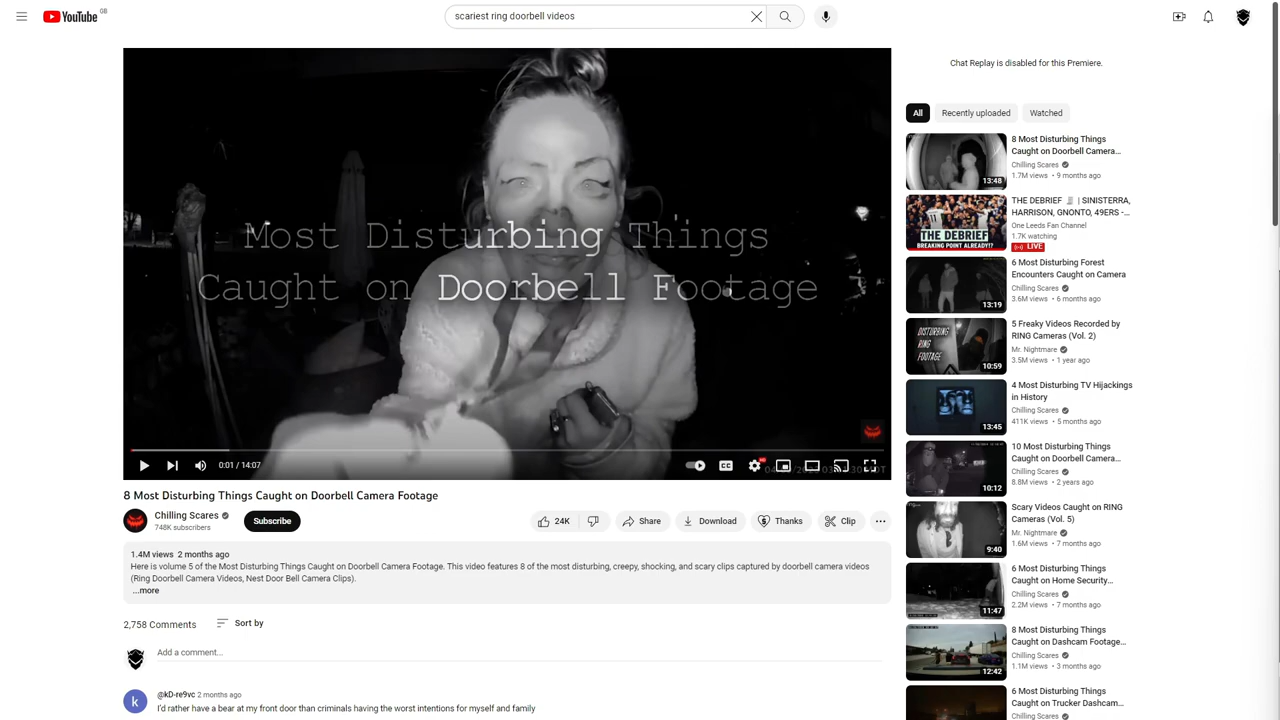 YouTube GB
scariest ring doorbell videos
Most Disturbing Things
Caught on Doorbell Footage
0:01 / 14:07
CC
HD
8 Most Disturbing Things Caught on Doorbell Camera Footage
Chilling Scares
748K subscribers
Subscribe
24K
Share
Download
Thanks
Clip
1.4M views 2 months ago
Here is volume 5 of the Most Disturbing Things Caught on Doorbell Camera Footage. This video features 8 of the most disturbing, creepy, shocking, and scary clips captured by doorbell camera videos
(Ring Doorbell Camera Videos, Nest Door Bell Camera Clips).
...more
2,758 Comments
Sort by
Add a comment...
k
@kD-re9vc 2 months ago
I'd rather have a bear at my front door than criminals having the worst intentions for myself and family
Chat Replay is disabled for this Premiere.
All
Recently uploaded
Watched
13:48
8 Most Disturbing Things
Caught on Doorbell Camera...
Chilling Scares
1.7M views • 9 months ago
THE DEBRIEF
BREAKING POINT ALREADY!?
THE DEBRIEF | SINISTERRA,
HARRISON, GNONTO, 49ERS -...
One Leeds Fan Channel
1.7K watching
LIVE
13:19
6 Most Disturbing Forest
Encounters Caught on Camera
Chilling Scares
3.6M views • 6 months ago
DISTURBING
RING
FOOTAGE
10:59
5 Freaky Videos Recorded by
RING Cameras (Vol. 2)
Mr. Nightmare
3.5M views • 1 year ago
13:45
4 Most Disturbing TV Hijackings
in History
Chilling Scares
411K views • 5 months ago
10:12
10 Most Disturbing Things
Caught on Doorbell Camera...
Chilling Scares
8.8M views • 2 years ago
9:40
Scary Videos Caught on RING
Cameras (Vol. 5)
Mr. Nightmare
1.6M views • 7 months ago
11:47
6 Most Disturbing Things
Caught on Home Security...
Chilling Scares
2.2M views • 7 months ago
12:42
8 Most Disturbing Things
Caught on Dashcam Footage...
Chilling Scares
1.1M views • 3 months ago
6 Most Disturbing Things
Caught on Trucker Dashcam...
Chilling Scares